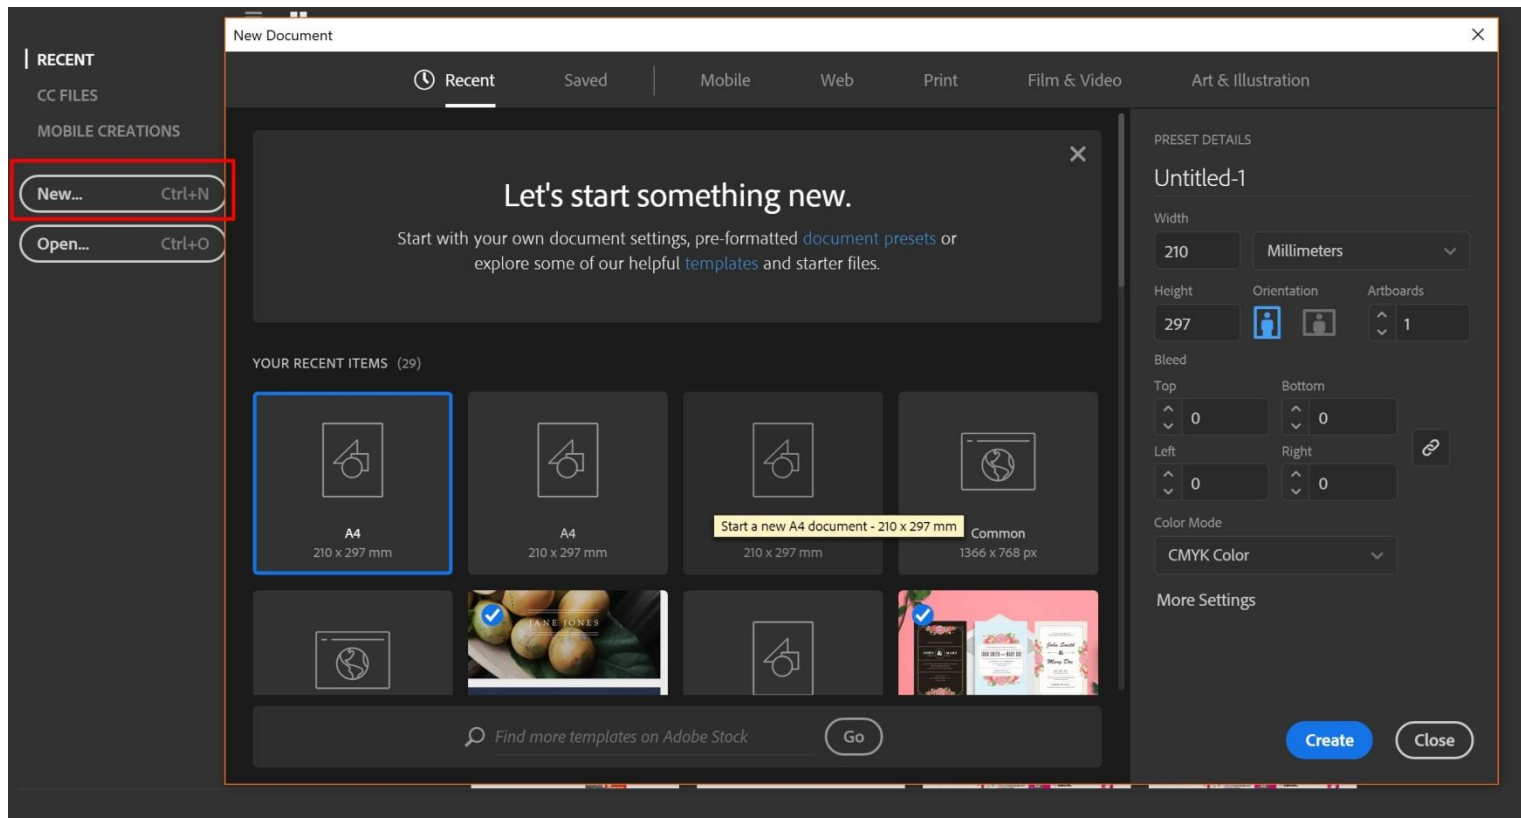 RECENT
CC FILES
MOBILE CREATIONS
New... Ctrl+N
Open... Ctrl+O
New Document
Recent Saved Mobile Web Print Film & Video Art & Illustration
Let's start something new.
Start with your own document settings, pre-formatted document presets or
explore some of our helpful templates and starter files.
YOUR RECENT ITEMS (29)
A4
210 x 297 mm
A4
210 x 297 mm
Start a new A4 document - 210 x 297 mm
210 x 297 mm
Common
1366 x 768 px
JANE JONES
John Smith
&
Mary Doe
Find more templates on Adobe Stock Go
PRESET DETAILS
Untitled-1
Width
210 Millimeters
Height Orientation Artboards
297 1
Bleed
Top Bottom
0 0
Left Right
0 0
Color Mode
CMYK Color
More Settings
Create Close